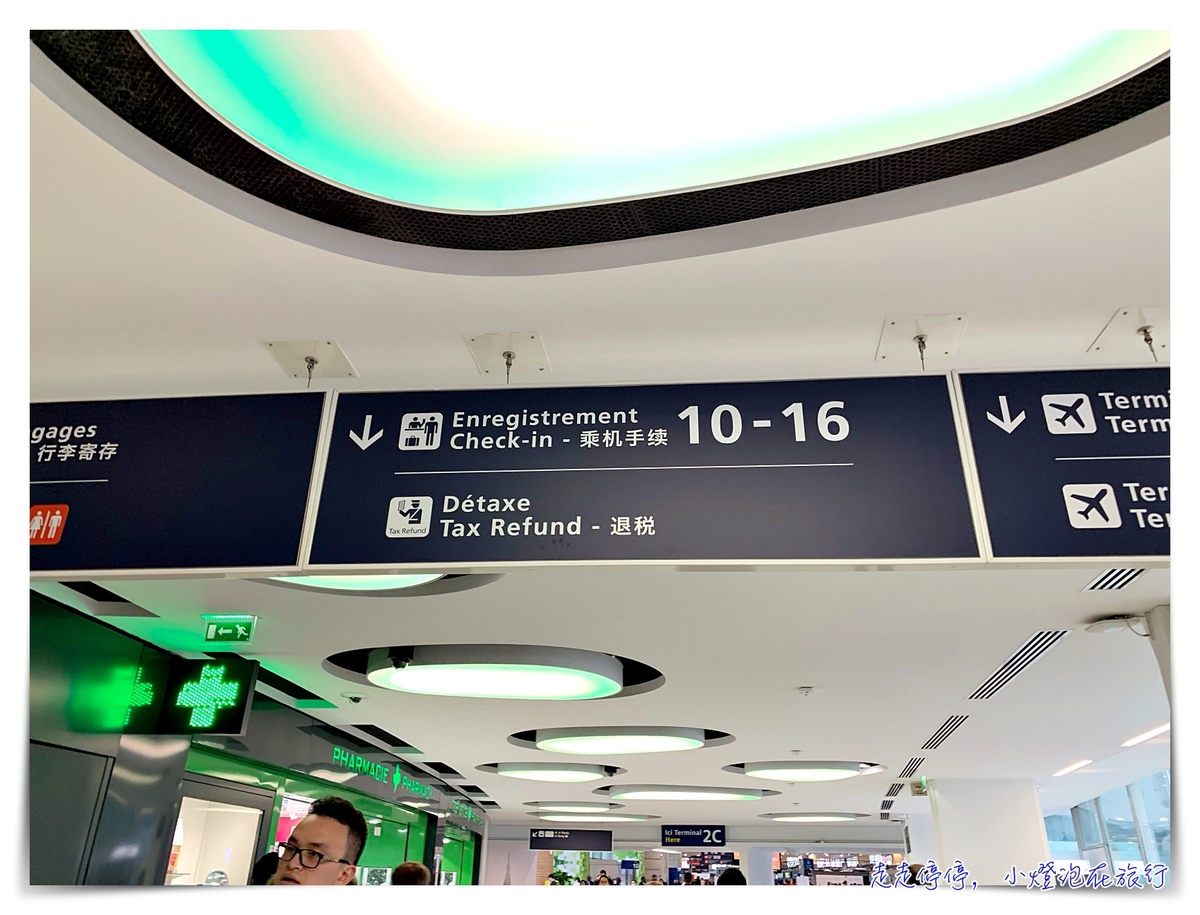 gages
行李寄存
Enregistrement
Check-in - 乘机手续
10 - 16
Détaxe
Tax Refund - 退税
Tax Refund
Termi
Term
Ter
Ter
PHARMACIE
PHARMACIE
Ici Terminal
Here
2C
走走停停，小燈泡在旅行